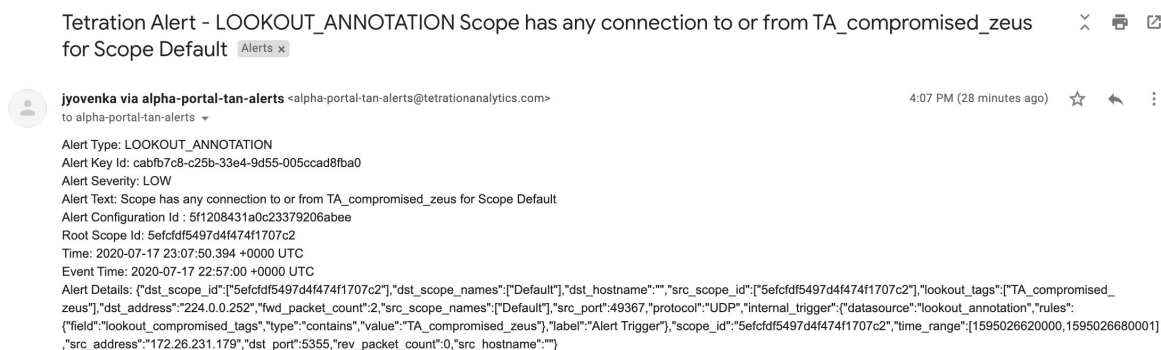 Tetration Alert - LOOKOUT_ANNOTATION Scope has any connection to or from TA_compromised_zeus
for Scope Default Alerts x
jyovenka via alpha-portal-tan-alerts <alpha-portal-tan-alerts@tetrationanalytics.com> 4:07 PM (28 minutes ago)
to alpha-portal-tan-alerts
Alert Type: LOOKOUT_ANNOTATION
Alert Key Id: cabfb7c8-c25b-33e4-9d55-005ccad8fba0
Alert Severity: LOW
Alert Text: Scope has any connection to or from TA_compromised_zeus for Scope Default
Alert Configuration Id : 5f1208431a0c23379206abee
Root Scope Id: 5efcfdf5497d4f474f1707c2
Time: 2020-07-17 23:07:50.394 +0000 UTC
Event Time: 2020-07-17 22:57:00 +0000 UTC
Alert Details: {"dst_scope_id":["5efcfdf5497d4f474f1707c2"],"dst_scope_names":["Default"],"dst_hostname":"","src_scope_id":["5efcfdf5497d4f474f1707c2"],"lookout_tags":["TA_compromised_
zeus"],"dst_address":"224.0.0.252","fwd_packet_count":2,"src_scope_names":["Default"],"src_port":49367,"protocol":"UDP","internal_trigger":{"datasource":"lookout_annotation","rules":
{"field":"lookout_compromised_tags","type":"contains","value":"TA_compromised_zeus"},"label":"Alert Trigger"},"scope_id":"5efcfdf5497d4f474f1707c2","time_range":[1595026620000,1595026680001]
,"src_address":"172.26.231.179","dst_port":5355,"rev_packet_count":0,"src_hostname":""}